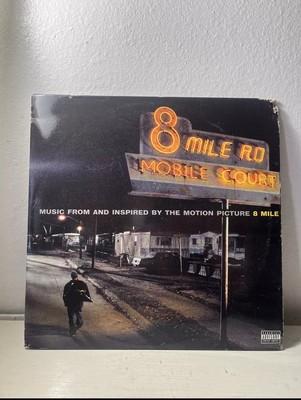 8 MILE RD
MOBILE COURT
MUSIC FROM AND INSPIRED BY THE MOTION PICTURE 8 MILE